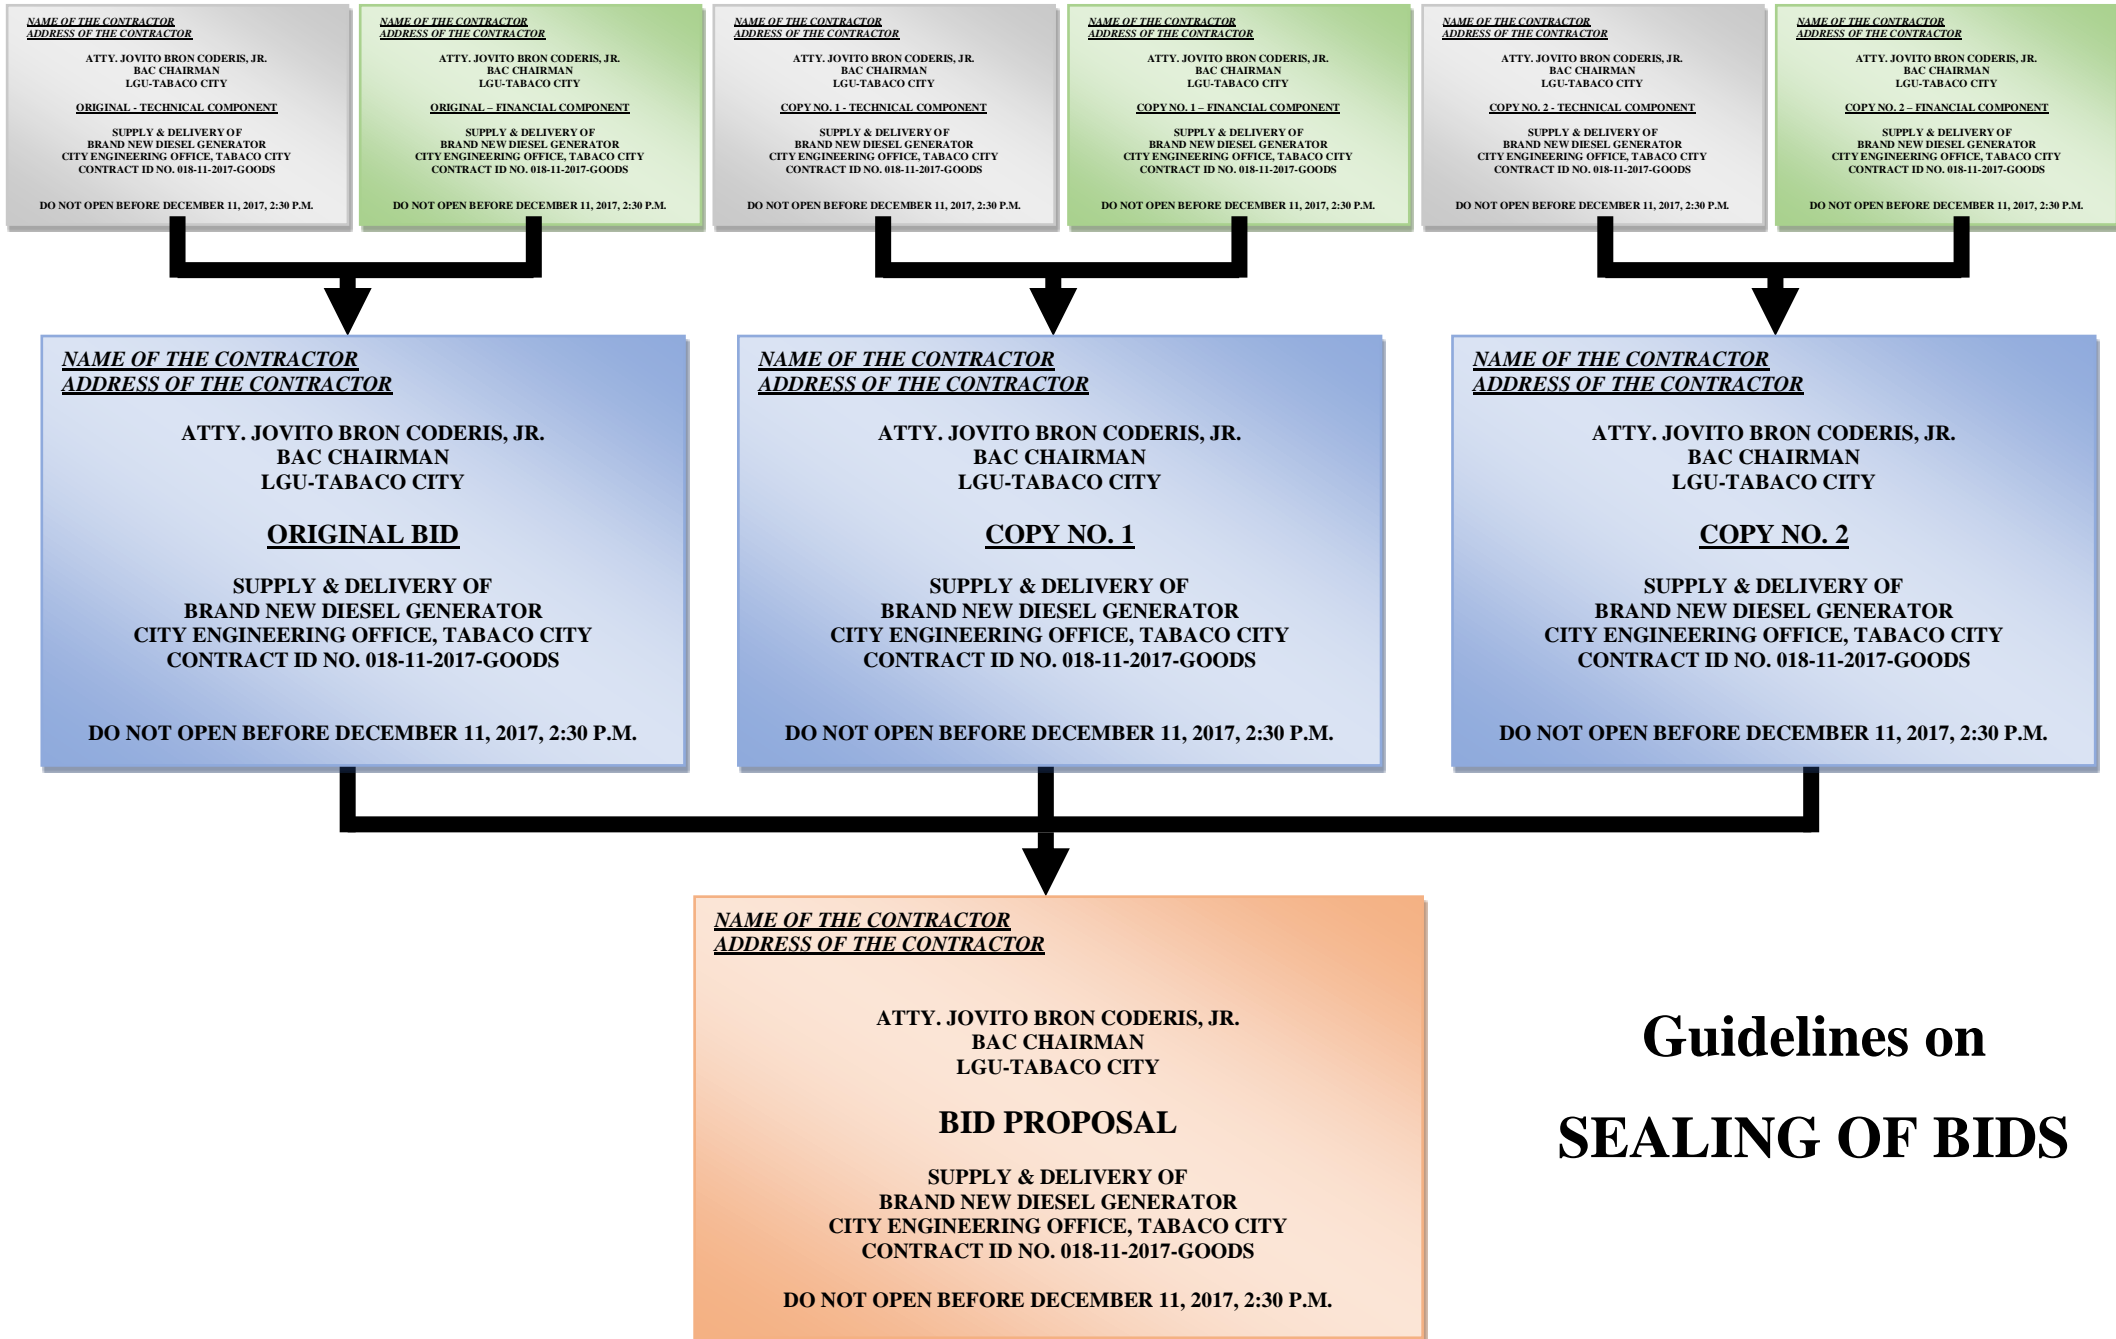 NAME OF THE CONTRACTOR
ADDRESS OF THE CONTRACTOR
ATTY. JOVITO BRON CODERIS, JR.
BAC CHAIRMAN
LGU-TABACO CITY
ORIGINAL - TECHNICAL COMPONENT
SUPPLY & DELIVERY OF
BRAND NEW DIESEL GENERATOR
CITY ENGINEERING OFFICE, TABACO CITY
CONTRACT ID NO. 018-11-2017-GOODS
DO NOT OPEN BEFORE DECEMBER 11, 2017, 2:30 P.M.
NAME OF THE CONTRACTOR
ADDRESS OF THE CONTRACTOR
ATTY. JOVITO BRON CODERIS, JR.
BAC CHAIRMAN
LGU-TABACO CITY
ORIGINAL – FINANCIAL COMPONENT
SUPPLY & DELIVERY OF
BRAND NEW DIESEL GENERATOR
CITY ENGINEERING OFFICE, TABACO CITY
CONTRACT ID NO. 018-11-2017-GOODS
DO NOT OPEN BEFORE DECEMBER 11, 2017, 2:30 P.M.
NAME OF THE CONTRACTOR
ADDRESS OF THE CONTRACTOR
ATTY. JOVITO BRON CODERIS, JR.
BAC CHAIRMAN
LGU-TABACO CITY
COPY NO. 1 - TECHNICAL COMPONENT
SUPPLY & DELIVERY OF
BRAND NEW DIESEL GENERATOR
CITY ENGINEERING OFFICE, TABACO CITY
CONTRACT ID NO. 018-11-2017-GOODS
DO NOT OPEN BEFORE DECEMBER 11, 2017, 2:30 P.M.
NAME OF THE CONTRACTOR
ADDRESS OF THE CONTRACTOR
ATTY. JOVITO BRON CODERIS, JR.
BAC CHAIRMAN
LGU-TABACO CITY
COPY NO. 1 – FINANCIAL COMPONENT
SUPPLY & DELIVERY OF
BRAND NEW DIESEL GENERATOR
CITY ENGINEERING OFFICE, TABACO CITY
CONTRACT ID NO. 018-11-2017-GOODS
DO NOT OPEN BEFORE DECEMBER 11, 2017, 2:30 P.M.
NAME OF THE CONTRACTOR
ADDRESS OF THE CONTRACTOR
ATTY. JOVITO BRON CODERIS, JR.
BAC CHAIRMAN
LGU-TABACO CITY
COPY NO. 2 - TECHNICAL COMPONENT
SUPPLY & DELIVERY OF
BRAND NEW DIESEL GENERATOR
CITY ENGINEERING OFFICE, TABACO CITY
CONTRACT ID NO. 018-11-2017-GOODS
DO NOT OPEN BEFORE DECEMBER 11, 2017, 2:30 P.M.
NAME OF THE CONTRACTOR
ADDRESS OF THE CONTRACTOR
ATTY. JOVITO BRON CODERIS, JR.
BAC CHAIRMAN
LGU-TABACO CITY
COPY NO. 2 – FINANCIAL COMPONENT
SUPPLY & DELIVERY OF
BRAND NEW DIESEL GENERATOR
CITY ENGINEERING OFFICE, TABACO CITY
CONTRACT ID NO. 018-11-2017-GOODS
DO NOT OPEN BEFORE DECEMBER 11, 2017, 2:30 P.M.
NAME OF THE CONTRACTOR
ADDRESS OF THE CONTRACTOR
ATTY. JOVITO BRON CODERIS, JR.
BAC CHAIRMAN
LGU-TABACO CITY
ORIGINAL BID
SUPPLY & DELIVERY OF
BRAND NEW DIESEL GENERATOR
CITY ENGINEERING OFFICE, TABACO CITY
CONTRACT ID NO. 018-11-2017-GOODS
DO NOT OPEN BEFORE DECEMBER 11, 2017, 2:30 P.M.
NAME OF THE CONTRACTOR
ADDRESS OF THE CONTRACTOR
ATTY. JOVITO BRON CODERIS, JR.
BAC CHAIRMAN
LGU-TABACO CITY
COPY NO. 1
SUPPLY & DELIVERY OF
BRAND NEW DIESEL GENERATOR
CITY ENGINEERING OFFICE, TABACO CITY
CONTRACT ID NO. 018-11-2017-GOODS
DO NOT OPEN BEFORE DECEMBER 11, 2017, 2:30 P.M.
NAME OF THE CONTRACTOR
ADDRESS OF THE CONTRACTOR
ATTY. JOVITO BRON CODERIS, JR.
BAC CHAIRMAN
LGU-TABACO CITY
COPY NO. 2
SUPPLY & DELIVERY OF
BRAND NEW DIESEL GENERATOR
CITY ENGINEERING OFFICE, TABACO CITY
CONTRACT ID NO. 018-11-2017-GOODS
DO NOT OPEN BEFORE DECEMBER 11, 2017, 2:30 P.M.
NAME OF THE CONTRACTOR
ADDRESS OF THE CONTRACTOR
ATTY. JOVITO BRON CODERIS, JR.
BAC CHAIRMAN
LGU-TABACO CITY
BID PROPOSAL
SUPPLY & DELIVERY OF
BRAND NEW DIESEL GENERATOR
CITY ENGINEERING OFFICE, TABACO CITY
CONTRACT ID NO. 018-11-2017-GOODS
DO NOT OPEN BEFORE DECEMBER 11, 2017, 2:30 P.M.
Guidelines on
SEALING OF BIDS